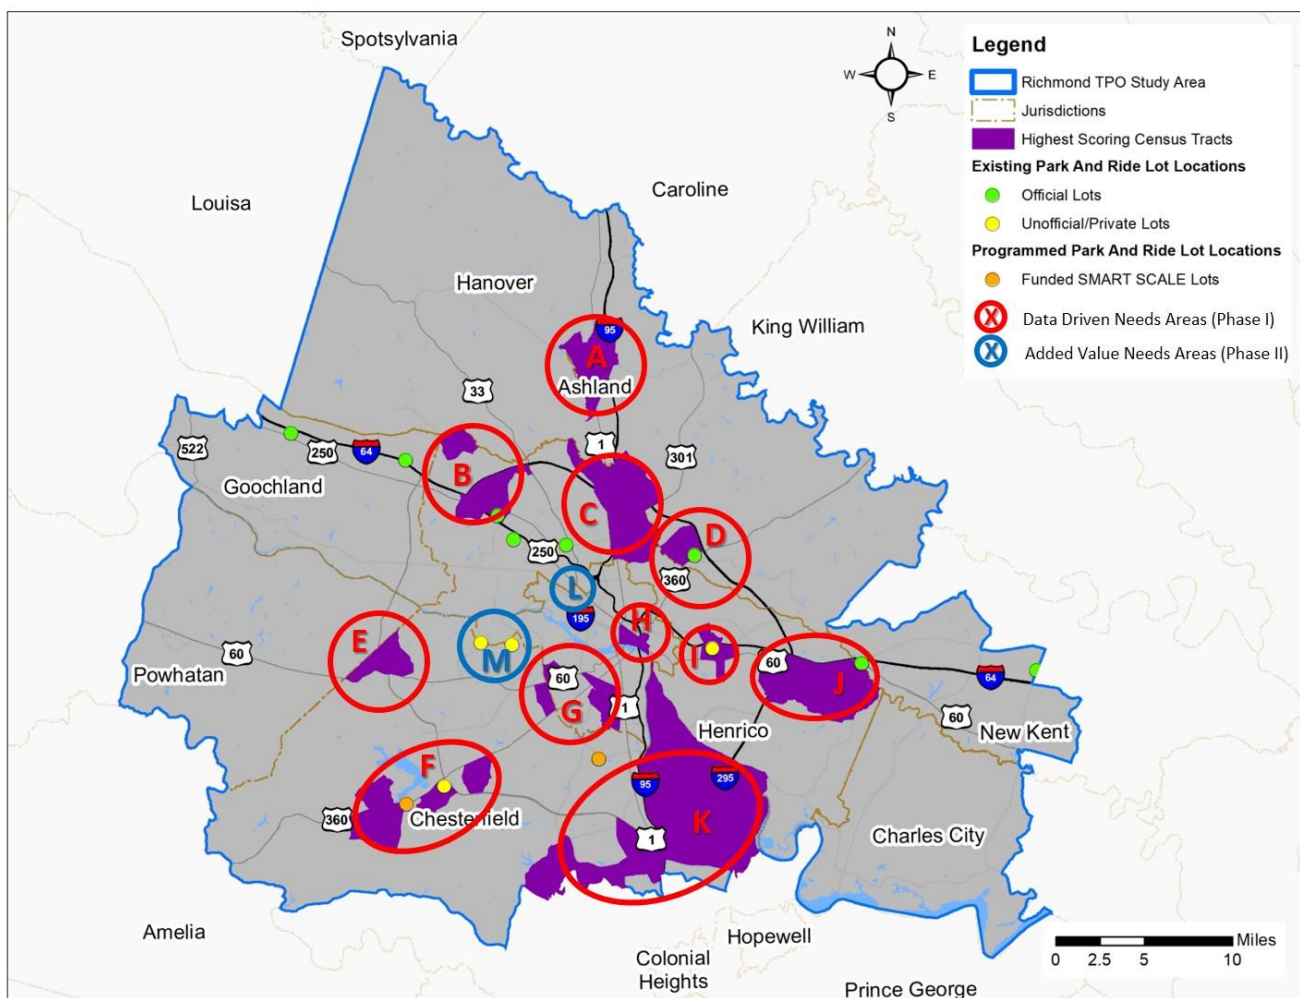 Spotsylvania
N
W E
S
Legend
Richmond TPO Study Area
Jurisdictions
Highest Scoring Census Tracts
Existing Park And Ride Lot Locations
Official Lots
Unofficial/Private Lots
Programmed Park And Ride Lot Locations
Funded SMART SCALE Lots
X Data Driven Needs Areas (Phase I)
X Added Value Needs Areas (Phase II)
Louisa
Caroline
Hanover
King William
95
A
Ashland
33
1
301
522
250
64
B
Goochland
C
D
250
360
L
195
H
E
M
I
60
Powhatan
60
60
J
64
G
1
Henrico
60
New Kent
F
95
295
360
Chesterfield
K
1
Charles City
Amelia
Hopewell
Colonial
Heights
Prince George
Miles
0 2.5 5 10